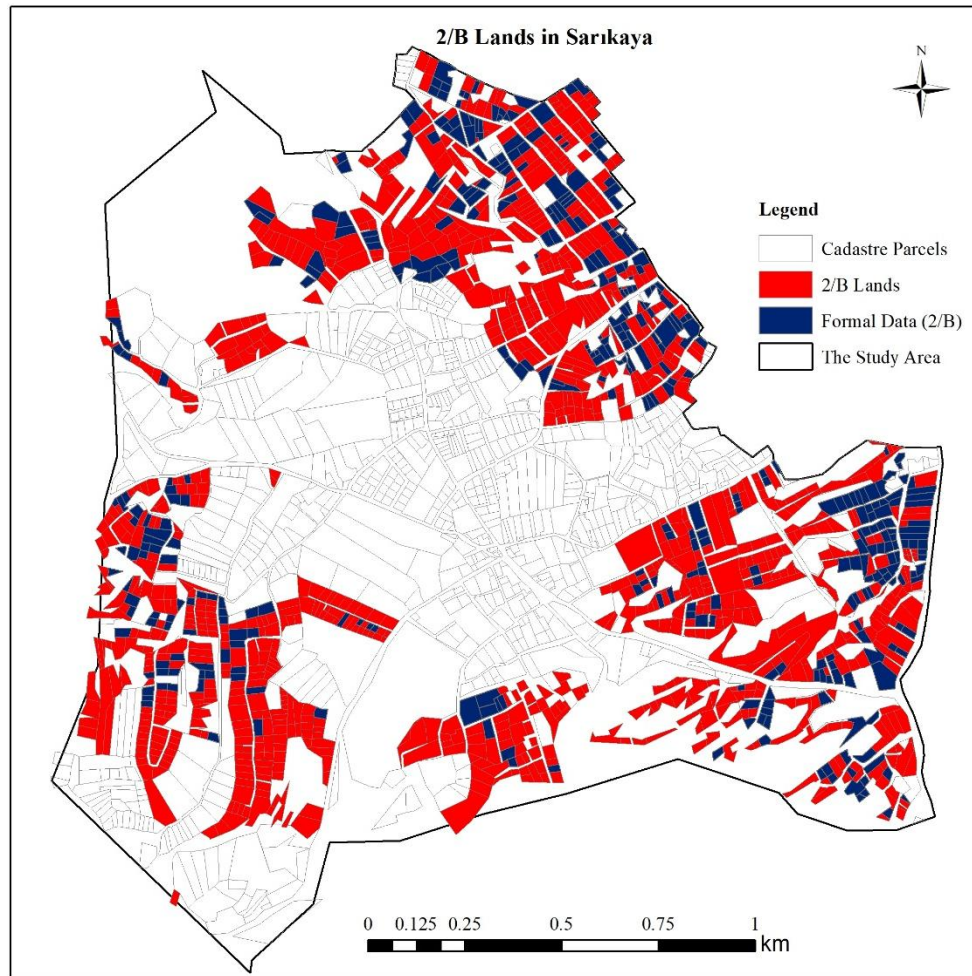 2/B Lands in Sarıkaya
N
Legend
Cadastre Parcels
2/B Lands
Formal Data (2/B)
The Study Area
0 0.125 0.25 0.5 0.75 1
km